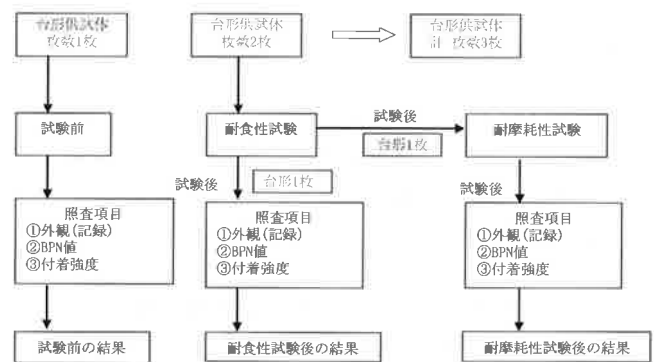 台形供試体
枚数1枚
台形供試体
枚数2枚
台形供試体
計 枚数3枚
試験前
耐食性試験
試験後
台形1枚
耐摩耗性試験
試験後
台形1枚
試験後
照査項目
①外観(記録)
②BPN値
③付着強度
照査項目
①外観(記録)
②BPN値
③付着強度
照査項目
①外観(記録)
②BPN値
③付着強度
試験前の結果
耐食性試験後の結果
耐摩耗性試験後の結果